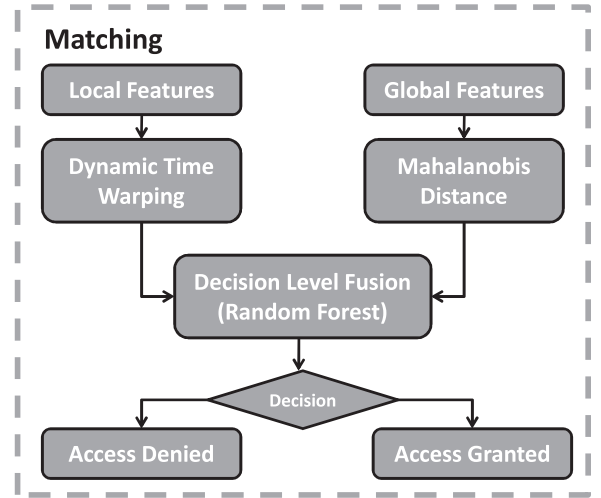 Matching
Local Features
Global Features
Dynamic Time
Warping
Mahalanobis
Distance
Decision Level Fusion
(Random Forest)
Decision
Access Denied
Access Granted